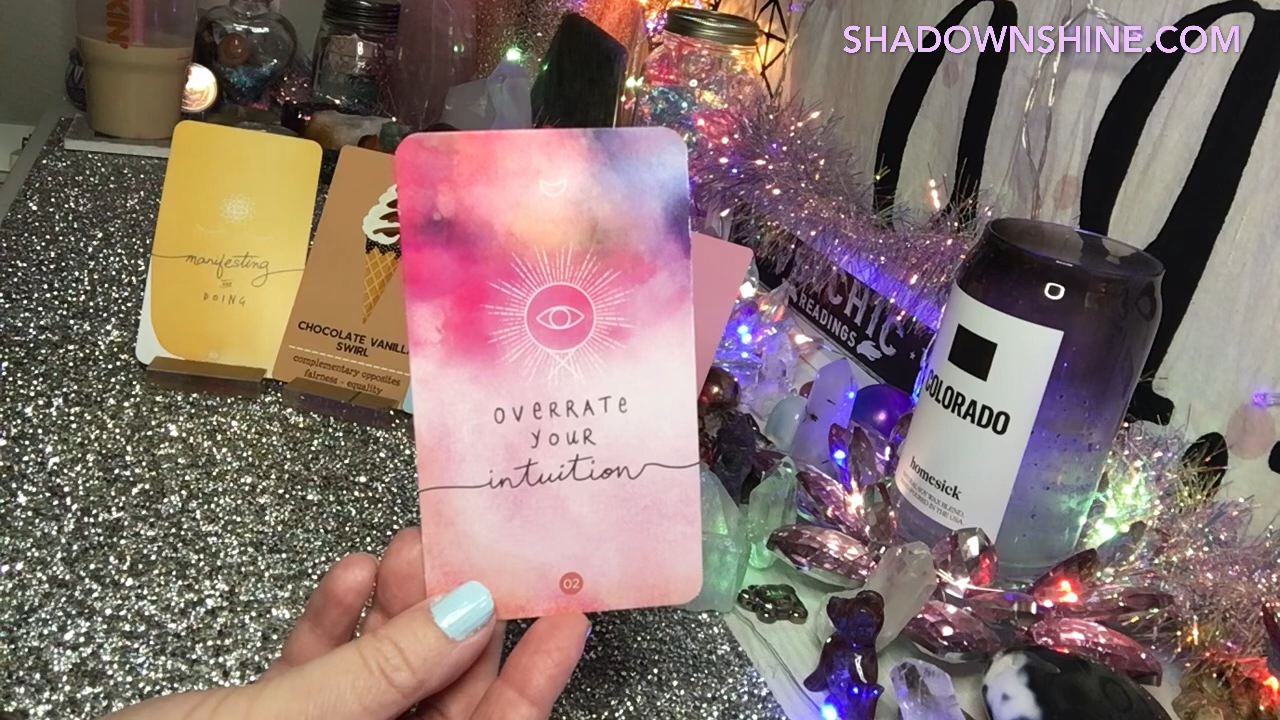 SHADOWNSHINE.COM
manifesting
DOING
CHOCOLATE VANILLA
SWIRL
complementary opposites
fairness - equality
OVERRATE
YOUR
intuition
02
READINGS
COLORADO
homesick